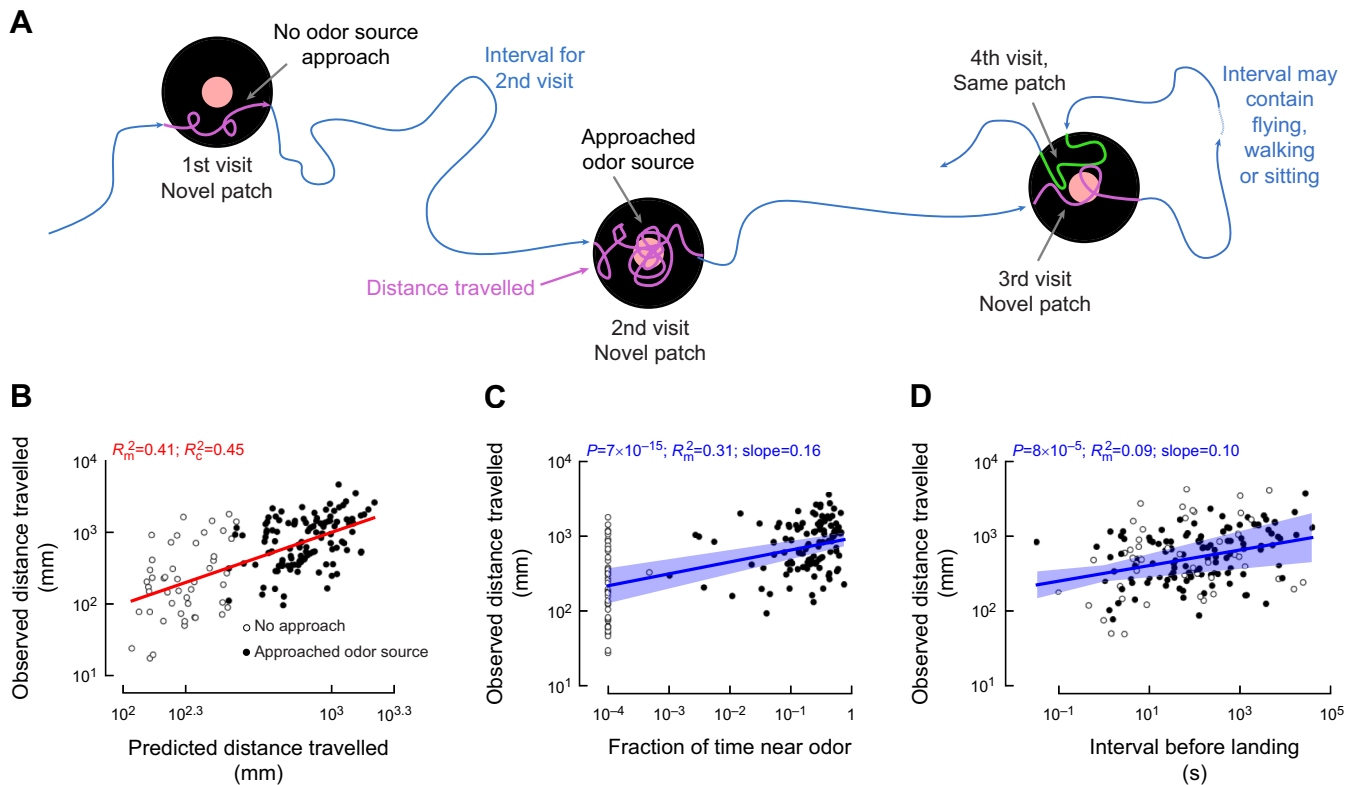 A
No odor source
approach
1st visit
Novel patch
Interval for
2nd visit
Approached
odor source
Distance travelled
2nd visit
Novel patch
4th visit,
Same patch
Interval may
contain
flying,
walking
or sitting
3rd visit
Novel patch
B
R²m=0.41; R²c=0.45
Observed distance travelled
(mm)
10⁴
10³
10²
10¹
No approach
Approached odor source
10² 10²·³ 10³ 10³·³
Predicted distance travelled
(mm)
C
P=7×10⁻¹⁵; R²m=0.31; slope=0.16
Observed distance travelled
(mm)
10⁴
10³
10²
10¹
10⁻⁴ 10⁻³ 10⁻² 10⁻¹ 1
Fraction of time near odor
D
P=8×10⁻⁵; R²m=0.09; slope=0.10
Observed distance travelled
(mm)
10⁴
10³
10²
10¹
10⁻¹ 10¹ 10³ 10⁵
Interval before landing
(s)